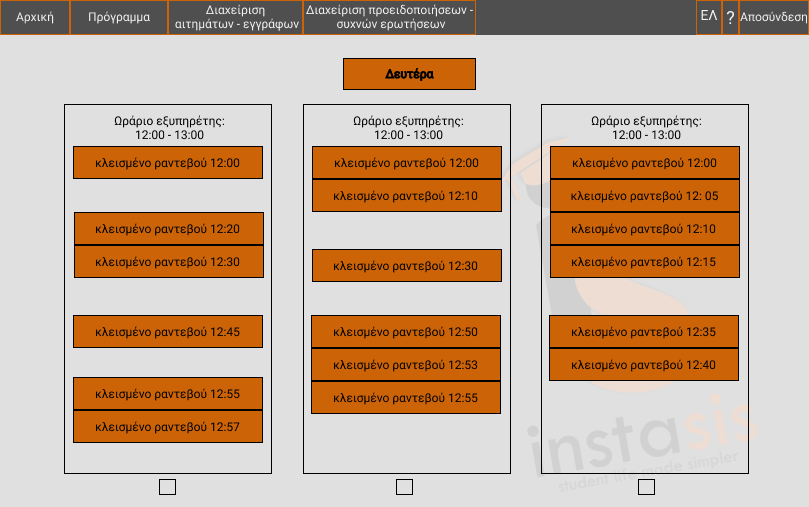 Αρχική
Πρόγραμμα
Διαχείριση
αιτημάτων - εγγράφων
Διαχείριση προειδοποιήσεων -
συχνών ερωτήσεων
ΕΛ
?
Αποσύνδεση
Δευτέρα
Ωράριο εξυπηρέτης:
12:00 - 13:00
κλεισμένο ραντεβού 12:00
κλεισμένο ραντεβού 12:20
κλεισμένο ραντεβού 12:30
κλεισμένο ραντεβού 12:45
κλεισμένο ραντεβού 12:55
κλεισμένο ραντεβού 12:57
Ωράριο εξυπηρέτης:
12:00 - 13:00
κλεισμένο ραντεβού 12:00
κλεισμένο ραντεβού 12:10
κλεισμένο ραντεβού 12:30
κλεισμένο ραντεβού 12:50
κλεισμένο ραντεβού 12:53
κλεισμένο ραντεβού 12:55
Ωράριο εξυπηρέτης:
12:00 - 13:00
κλεισμένο ραντεβού 12:00
κλεισμένο ραντεβού 12: 05
κλεισμένο ραντεβού 12:10
κλεισμένο ραντεβού 12:15
κλεισμένο ραντεβού 12:35
κλεισμένο ραντεβού 12:40
instasis
student life made simpler